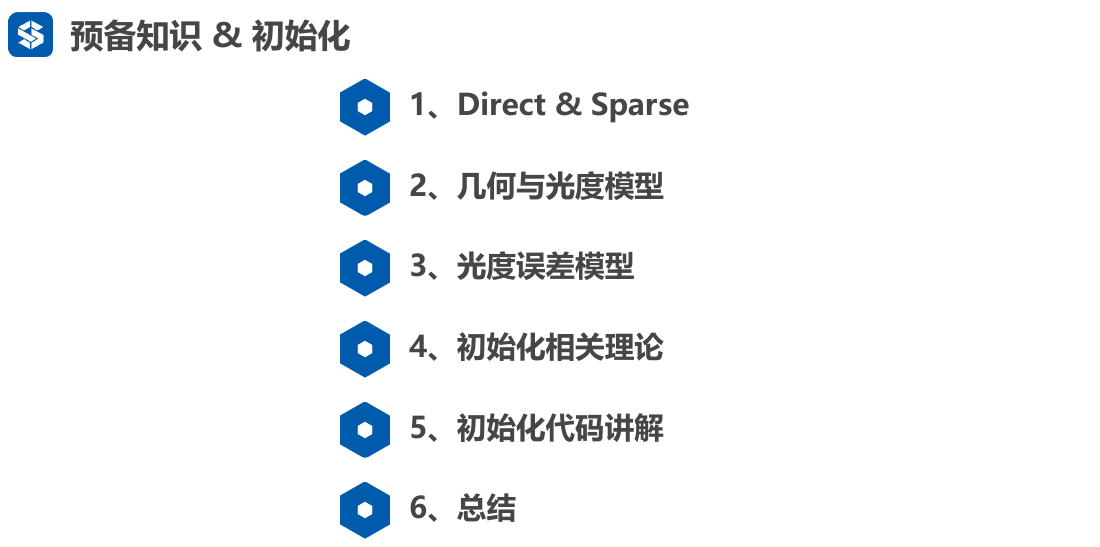 预备知识 & 初始化
1、Direct & Sparse
2、几何与光度模型
3、光度误差模型
4、初始化相关理论
5、初始化代码讲解
6、总结